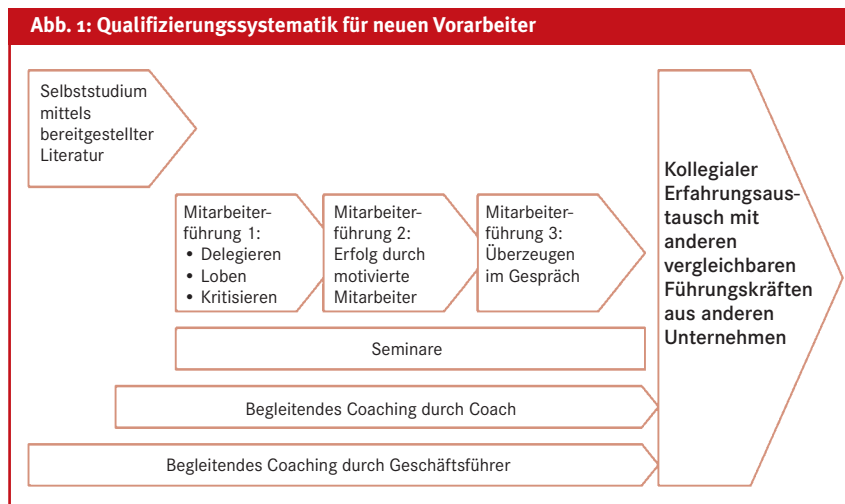 Abb. 1: Qualifizierungssystematik für neuen Vorarbeiter
Selbststudium
mittels
bereitgestellter
Literatur
Mitarbeiter-
führung 1:
• Delegieren
• Loben
• Kritisieren
Mitarbeiter-
führung 2:
Erfolg durch
motivierte
Mitarbeiter
Mitarbeiter-
führung 3:
Überzeugen
im Gespräch
Seminare
Begleitendes Coaching durch Coach
Begleitendes Coaching durch Geschäftsführer
Kollegialer
Erfahrungsaus-
tausch mit
anderen
vergleichbaren
Führungskräften
aus anderen
Unternehmen